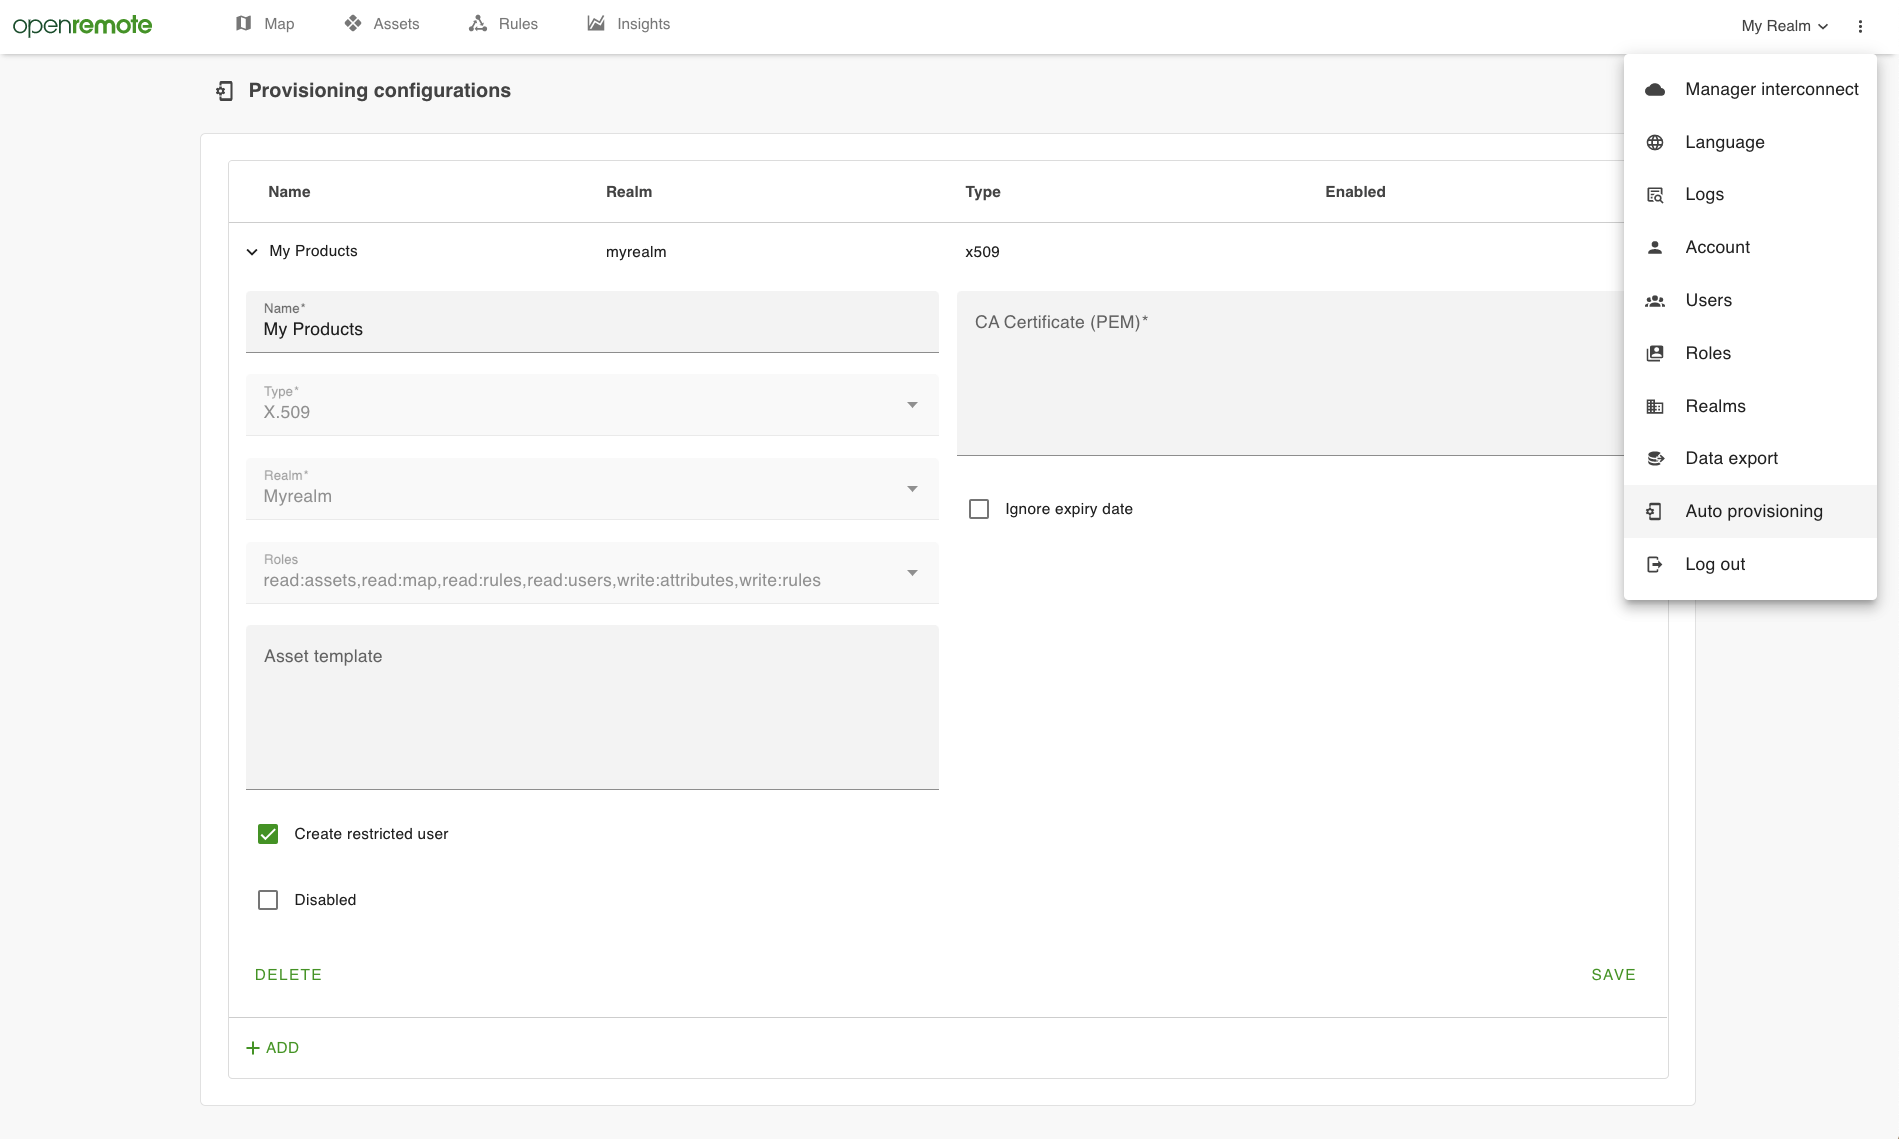 openremote
Map
Assets
Rules
Insights
My Realm
Provisioning configurations
Name
Realm
Type
Enabled
My Products
myrealm
x509
Name*
My Products
Type*
X.509
Realm*
Myrealm
Roles
read:assets,read:map,read:rules,read:users,write:attributes,write:rules
Asset template
Create restricted user
Disabled
CA Certificate (PEM)*
Ignore expiry date
DELETE
SAVE
ADD
Manager interconnect
Language
Logs
Account
Users
Roles
Realms
Data export
Auto provisioning
Log out